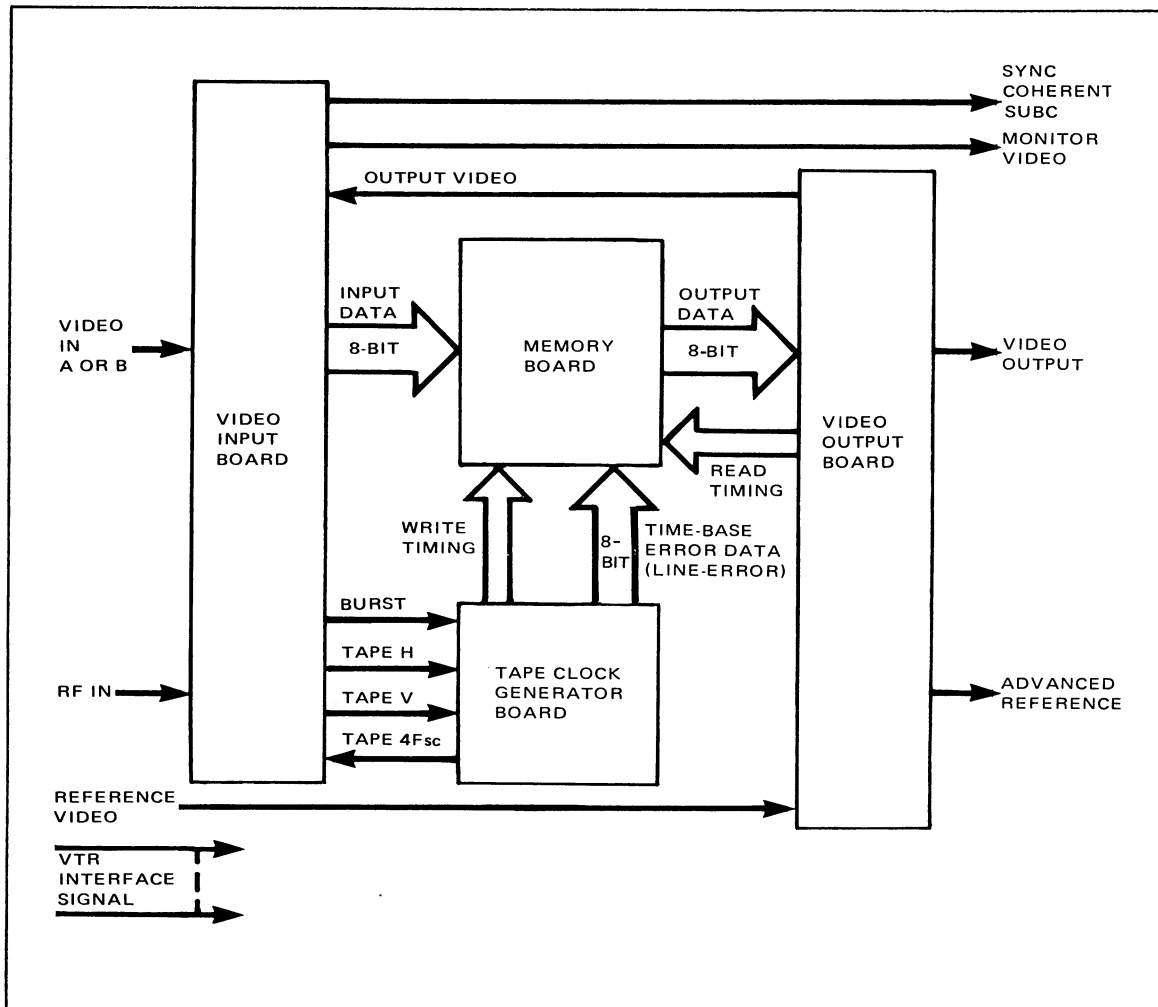 SYNC
COHERENT
SUBC
MONITOR
VIDEO
OUTPUT VIDEO
INPUT
DATA
8-BIT
OUTPUT
DATA
8-BIT
VIDEO
IN
A OR B
MEMORY
BOARD
VIDEO
OUTPUT
VIDEO
INPUT
BOARD
VIDEO
OUTPUT
BOARD
READ
TIMING
WRITE
TIMING
8-
BIT
TIME-BASE
ERROR DATA
(LINE-ERROR)
BURST
TAPE H
TAPE V
TAPE 4Fsc
TAPE CLOCK
GENERATOR
BOARD
RF IN
ADVANCED
REFERENCE
REFERENCE
VIDEO
VTR
INTERFACE
SIGNAL